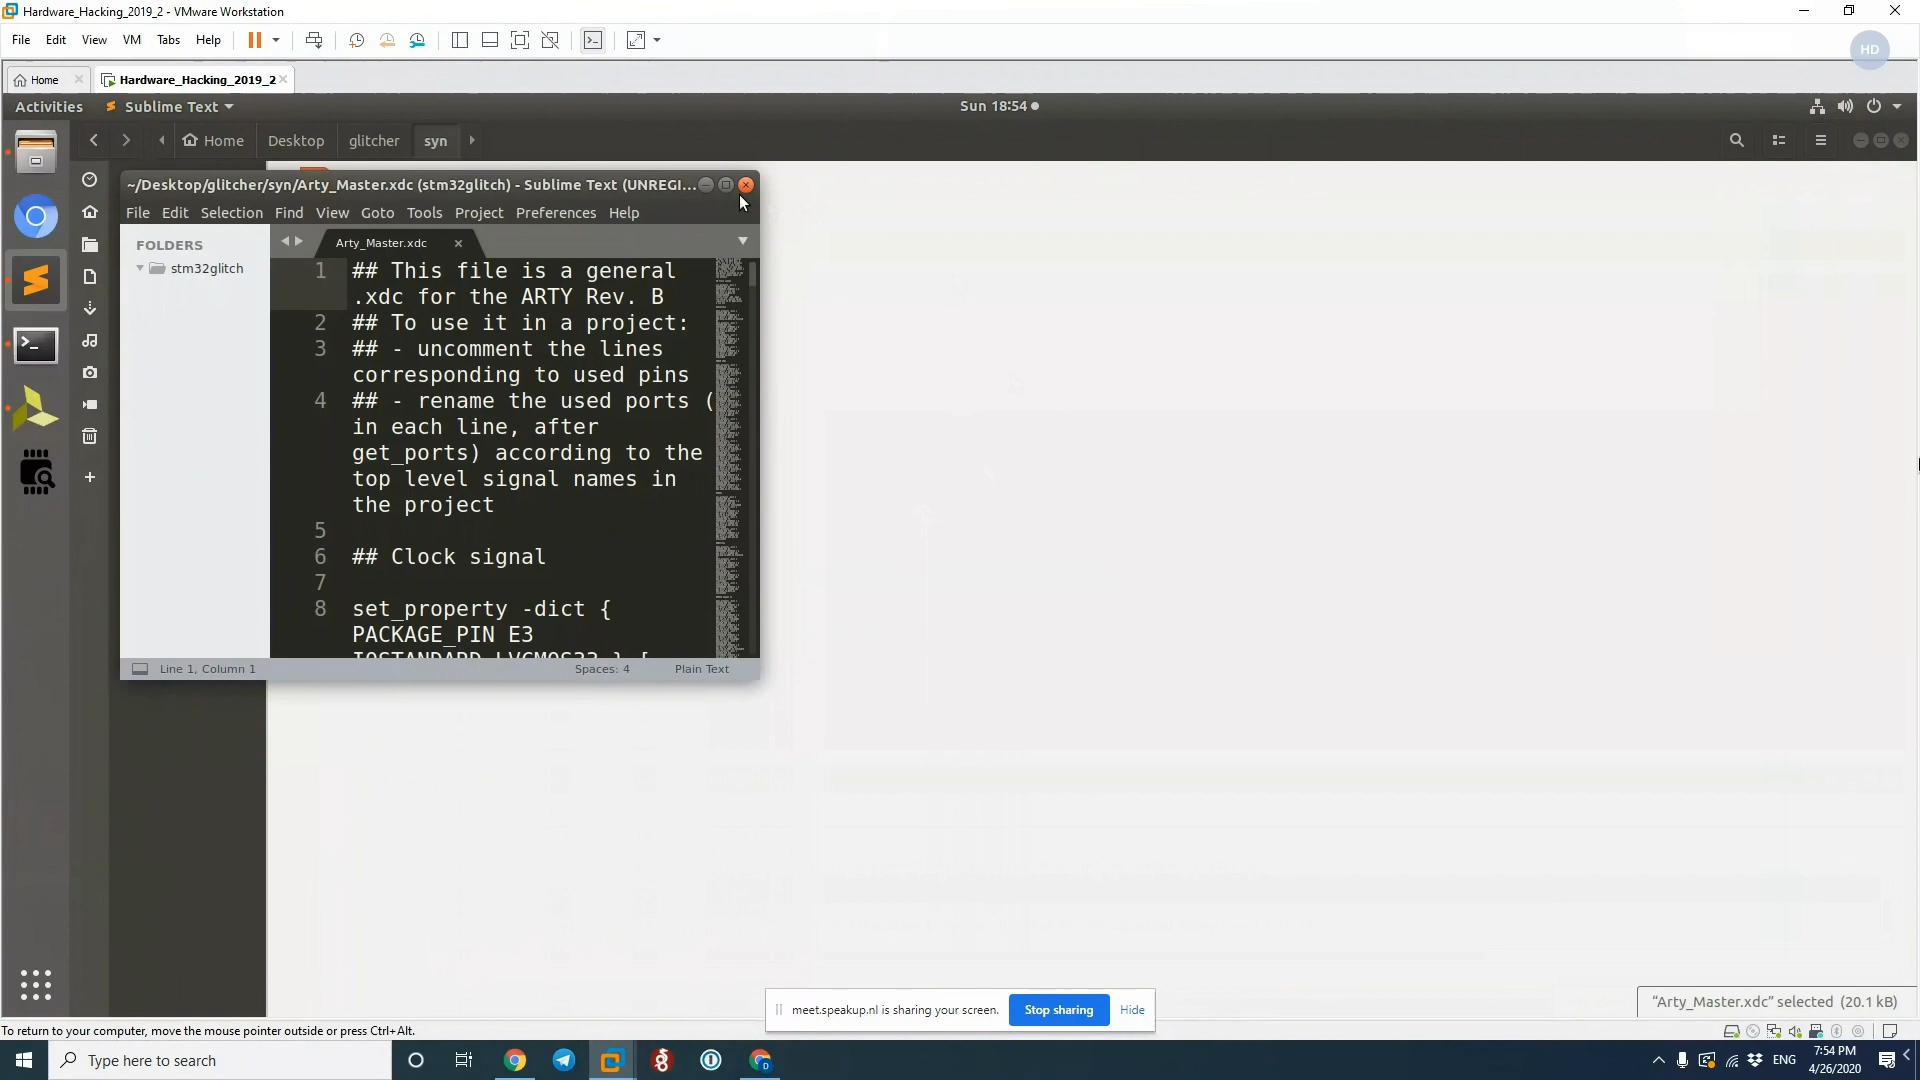 Hardware_Hacking_2019_2 - VMware Workstation
File Edit View VM Tabs Help
HD
Home
Hardware_Hacking_2019_2
Activities
Sublime Text
Sun 18:54
Home
Desktop
glitcher
syn
~/Desktop/glitcher/syn/Arty_Master.xdc (stm32glitch) - Sublime Text (UNREGI...
File Edit Selection Find View Goto Tools Project Preferences Help
FOLDERS
stm32glitch
Arty_Master.xdc
1 ## This file is a general
.xdc for the ARTY Rev. B
2 ## To use it in a project:
3 ## - uncomment the lines
corresponding to used pins
4 ## - rename the used ports (
in each line, after
get_ports) according to the
top level signal names in
the project
5
6 ## Clock signal
7
8 set_property -dict {
PACKAGE_PIN E3
IOSTANDARD LVCMOS33 } [
Line 1, Column 1
Spaces: 4
Plain Text
meet.speakup.nl is sharing your screen.
Stop sharing
Hide
"Arty_Master.xdc" selected (20.1 kB)
To return to your computer, move the mouse pointer outside or press Ctrl+Alt.
Type here to search
D
ENG
7:54 PM
4/26/2020